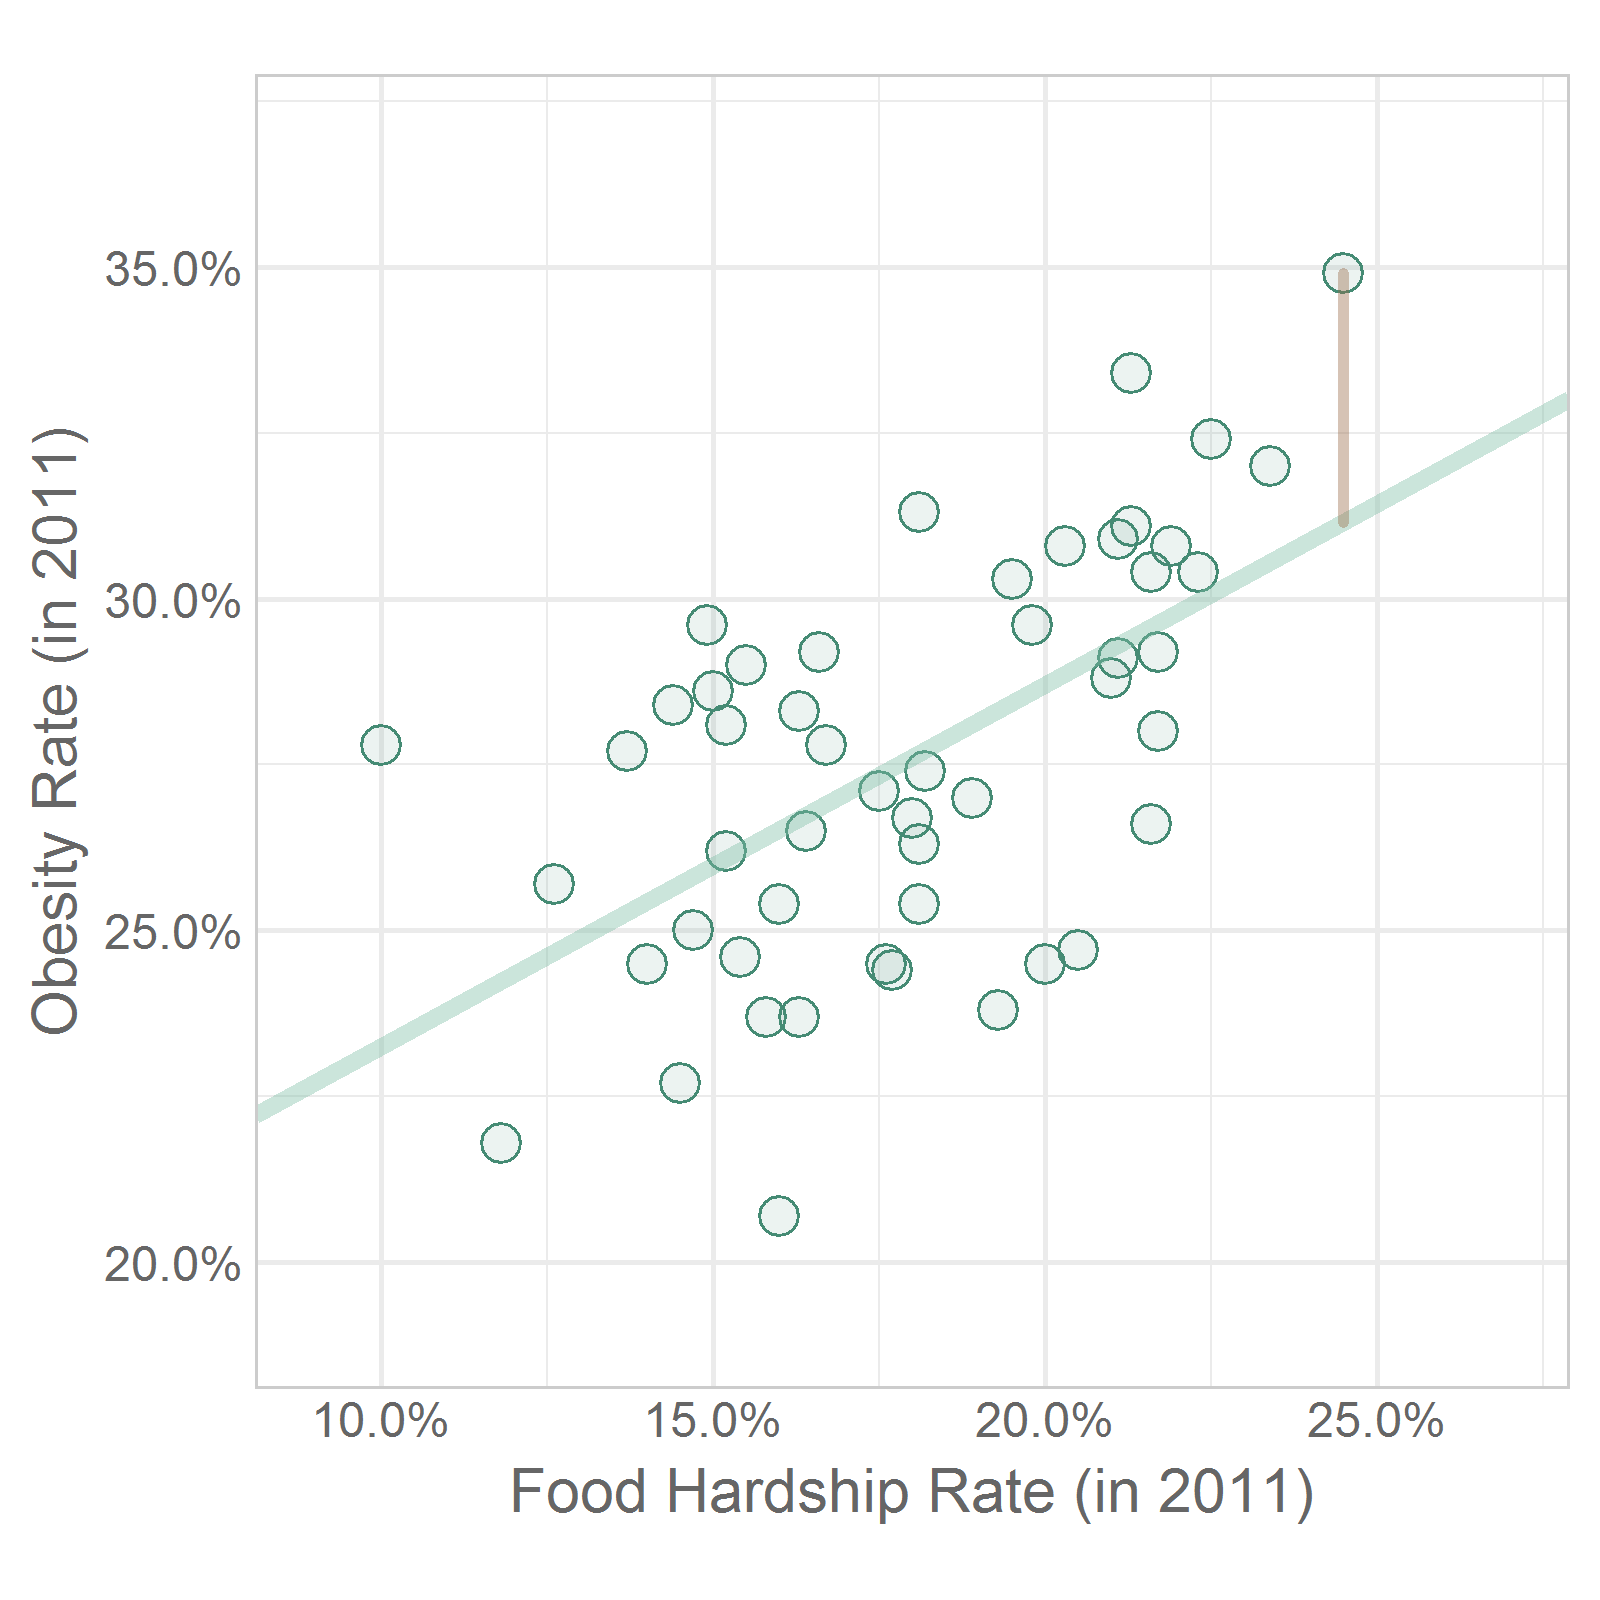 Obesity Rate (in 2011)
35.0%
30.0%
25.0%
20.0%
10.0% 15.0% 20.0% 25.0%
Food Hardship Rate (in 2011)